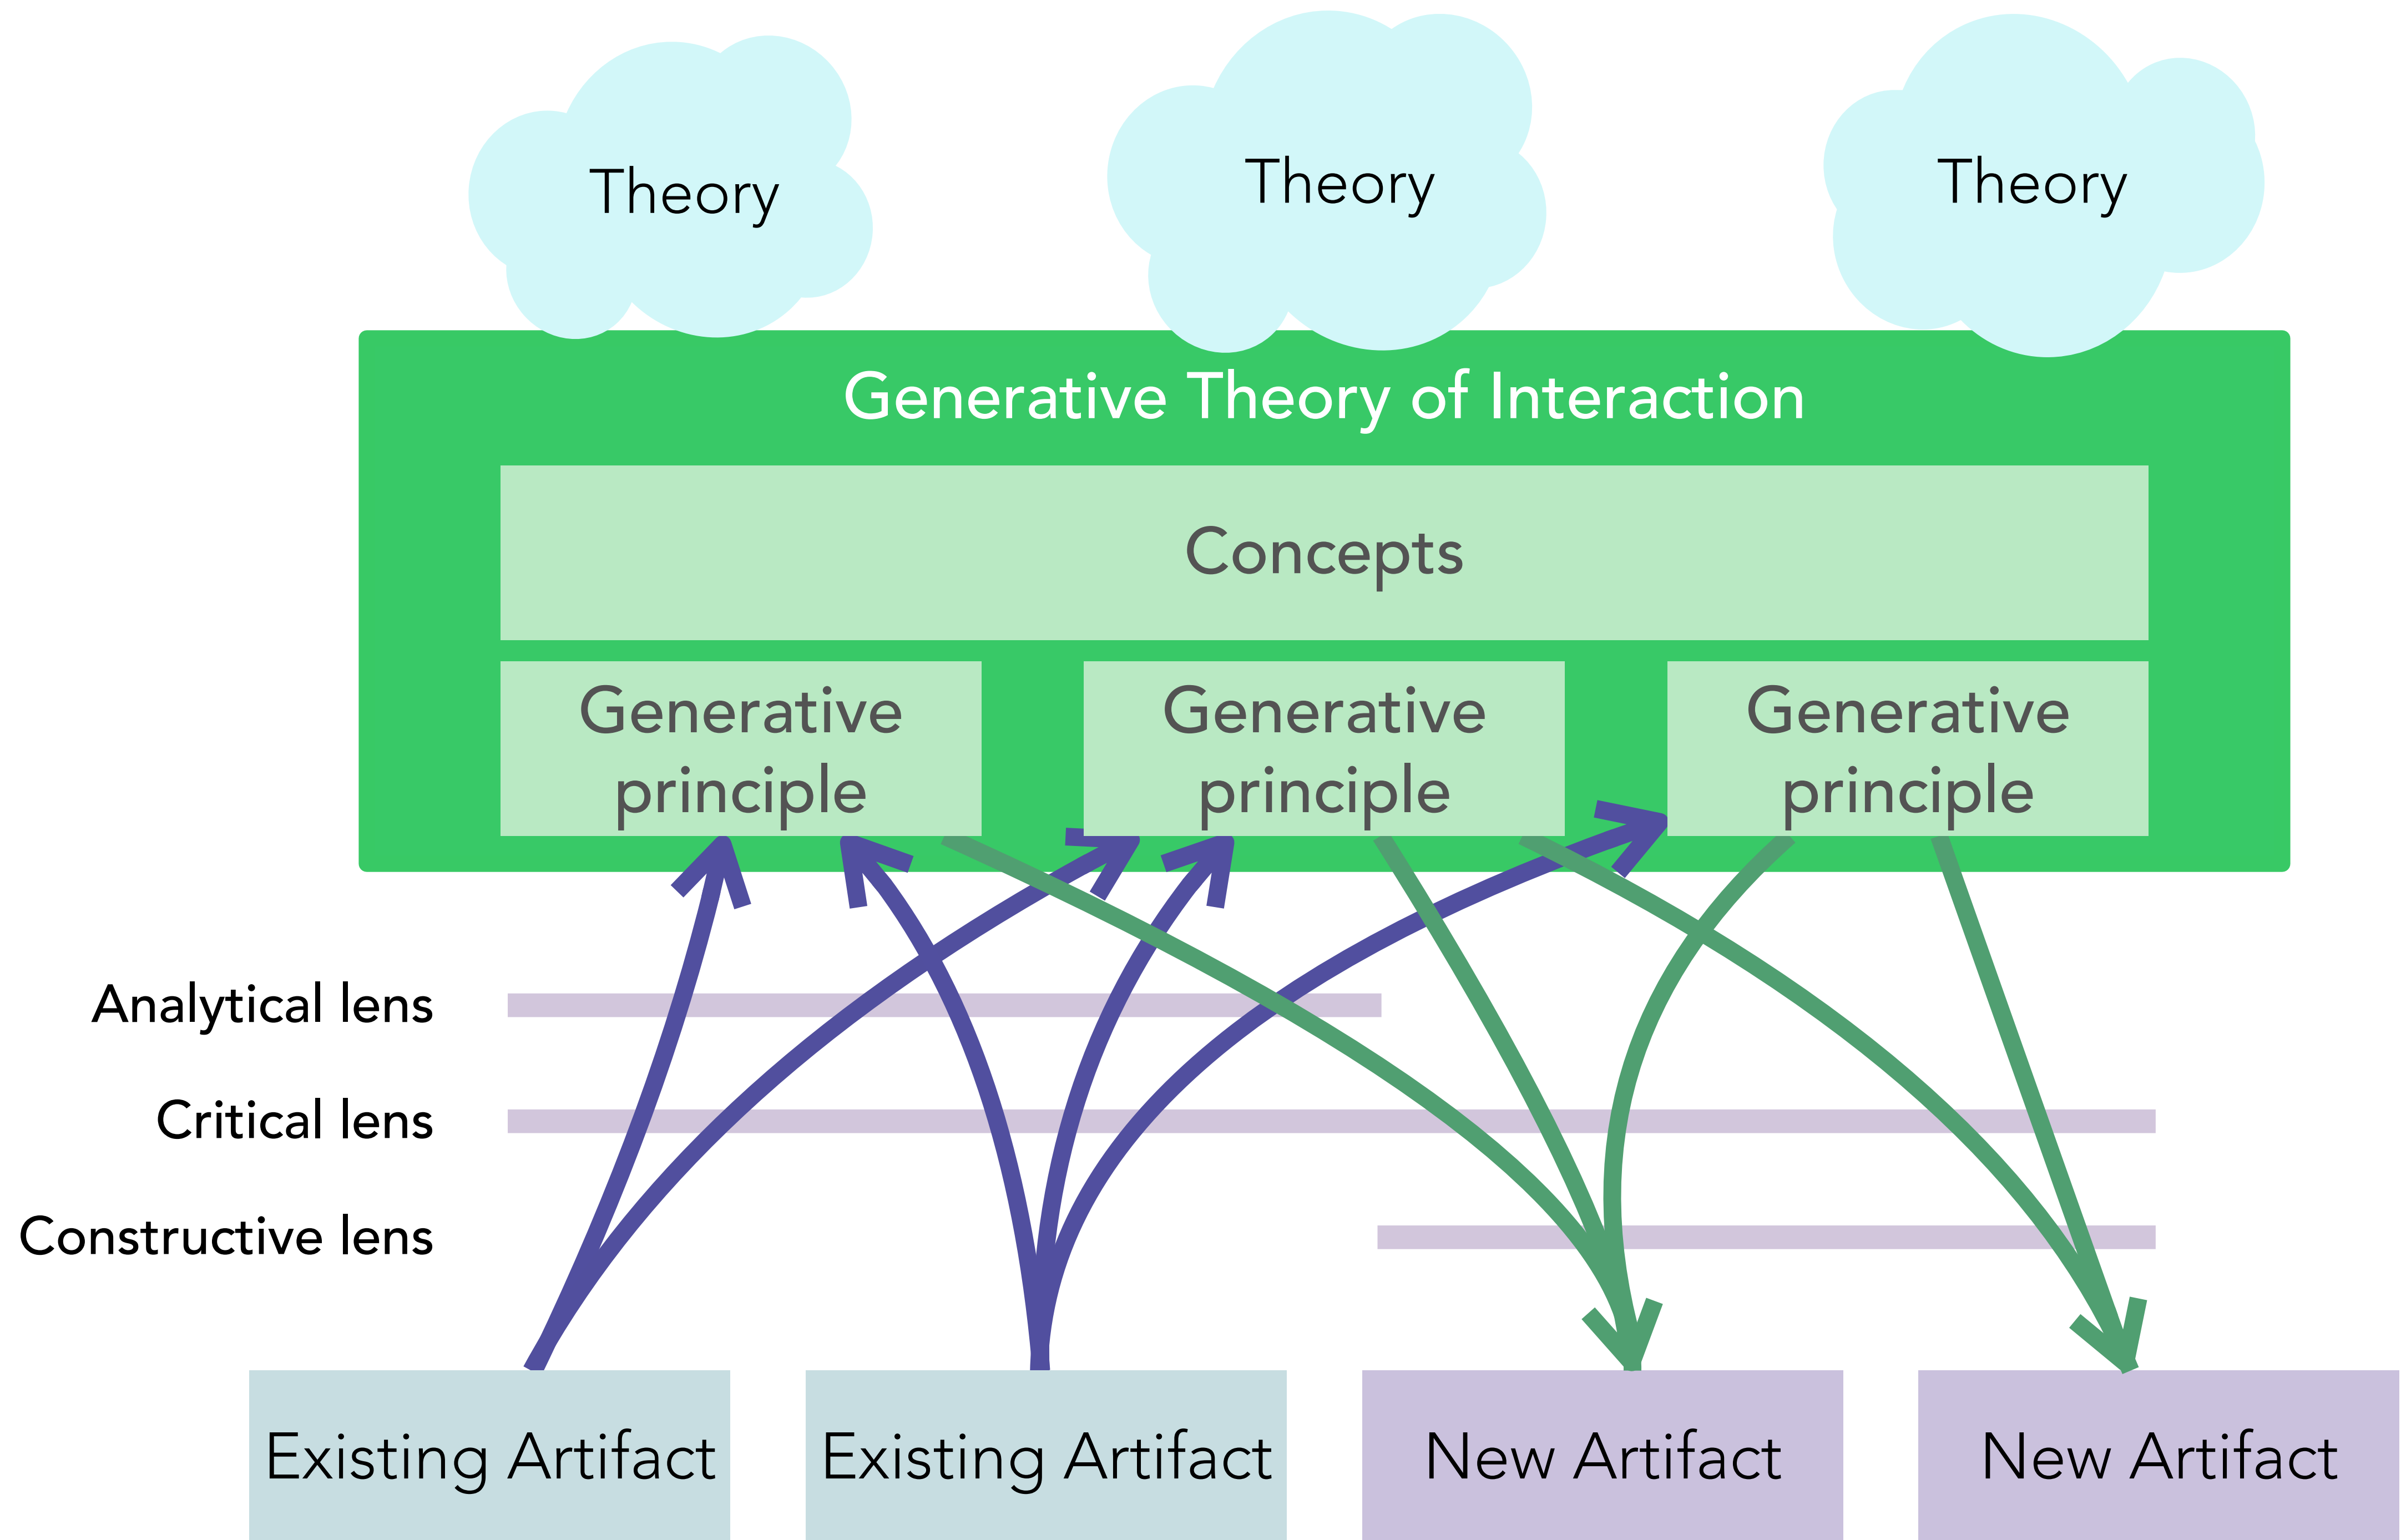 Theory
Theory
Theory
Generative Theory of Interaction
Concepts
Generative
principle
Generative
principle
Generative
principle
Analytical lens
Critical lens
Constructive lens
Existing Artifact
Existing Artifact
New Artifact
New Artifact